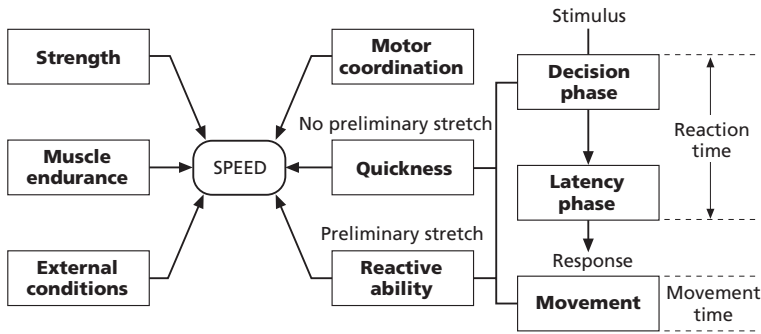 Stimulus
Strength
Motor
coordination
Decision
phase
No preliminary stretch
Reaction
time
Muscle
endurance
SPEED
Quickness
Latency
phase
Preliminary stretch
Response
External
conditions
Reactive
ability
Movement
Movement
time